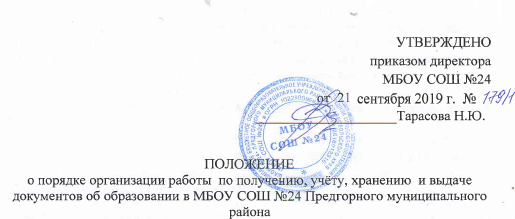 УТВЕРЖДЕНО
приказом директора
МБОУ СОШ №24
от 21 сентября 2019 г. № 179/1
Тарасова Н.Ю.
МБОУ
СОШ №24
ПОЛОЖЕНИЕ
о порядке организации работы по получению, учёту, хранению и выдаче
документов об образовании в МБОУ СОШ №24 Предгорного муниципального
района